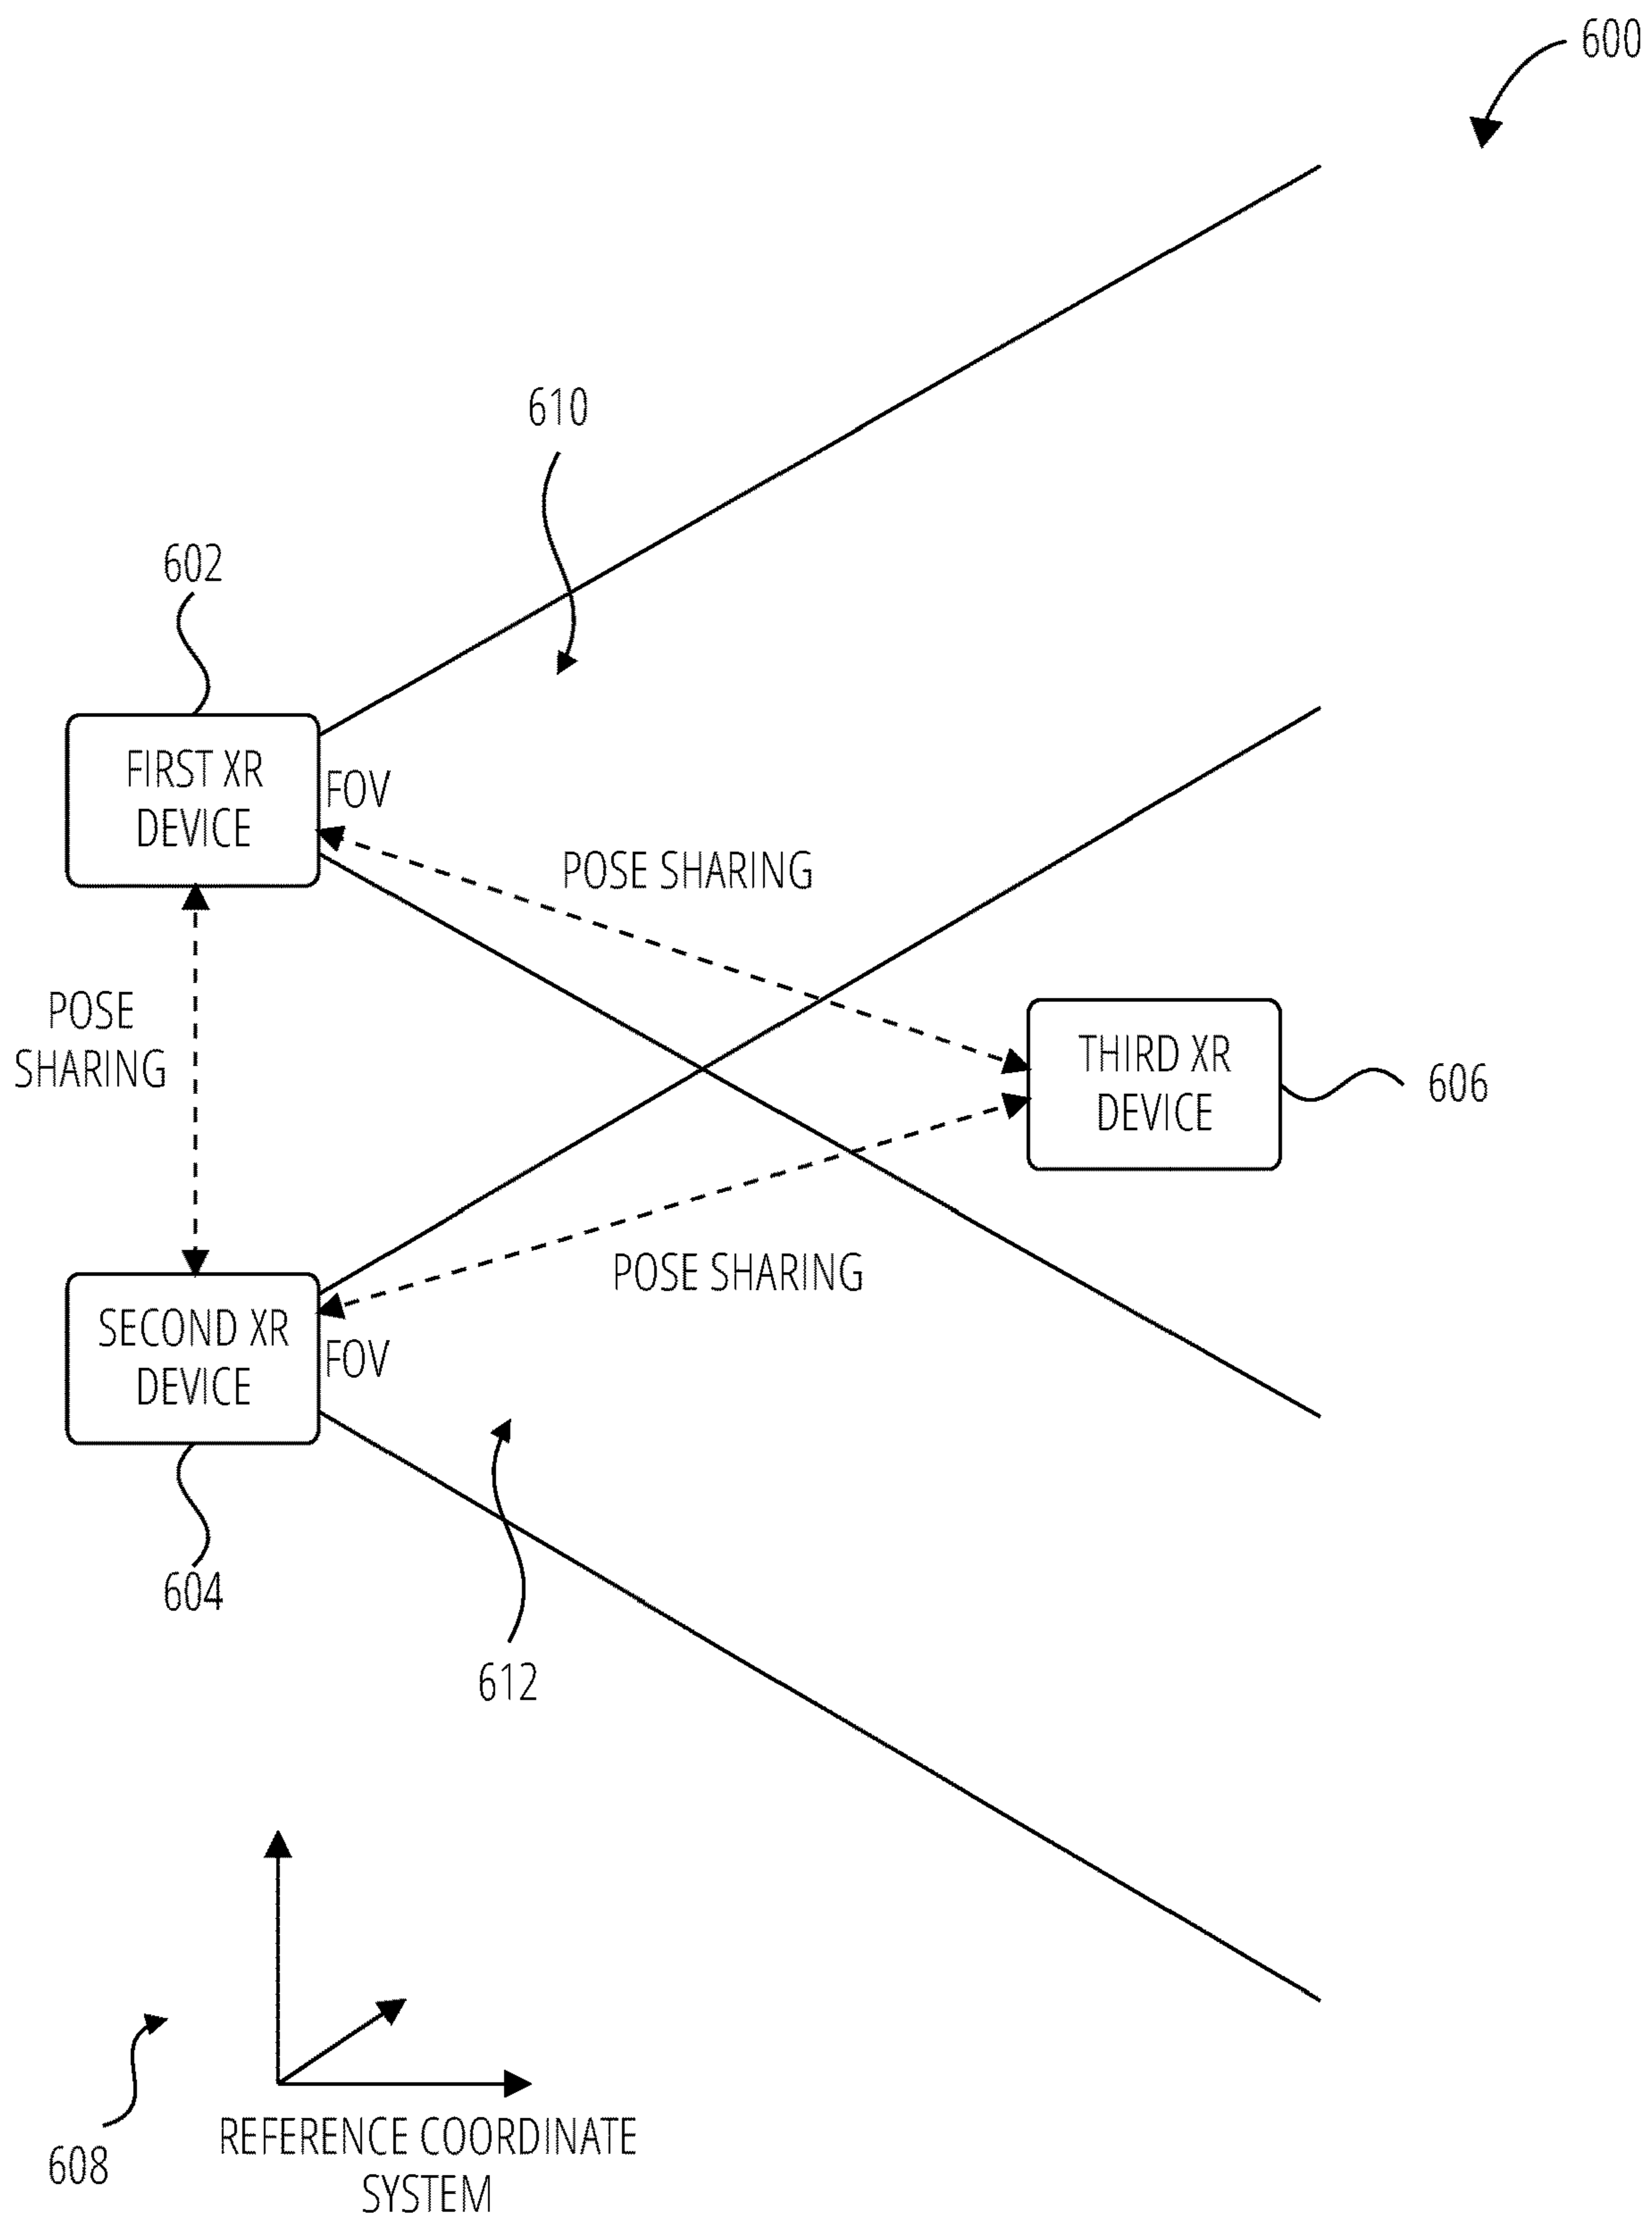 600
610
602
FIRST XR
DEVICE
FOV
POSE SHARING
POSE
SHARING
THIRD XR
DEVICE
606
POSE SHARING
SECOND XR
DEVICE
FOV
604
612
608
REFERENCE COORDINATE
SYSTEM